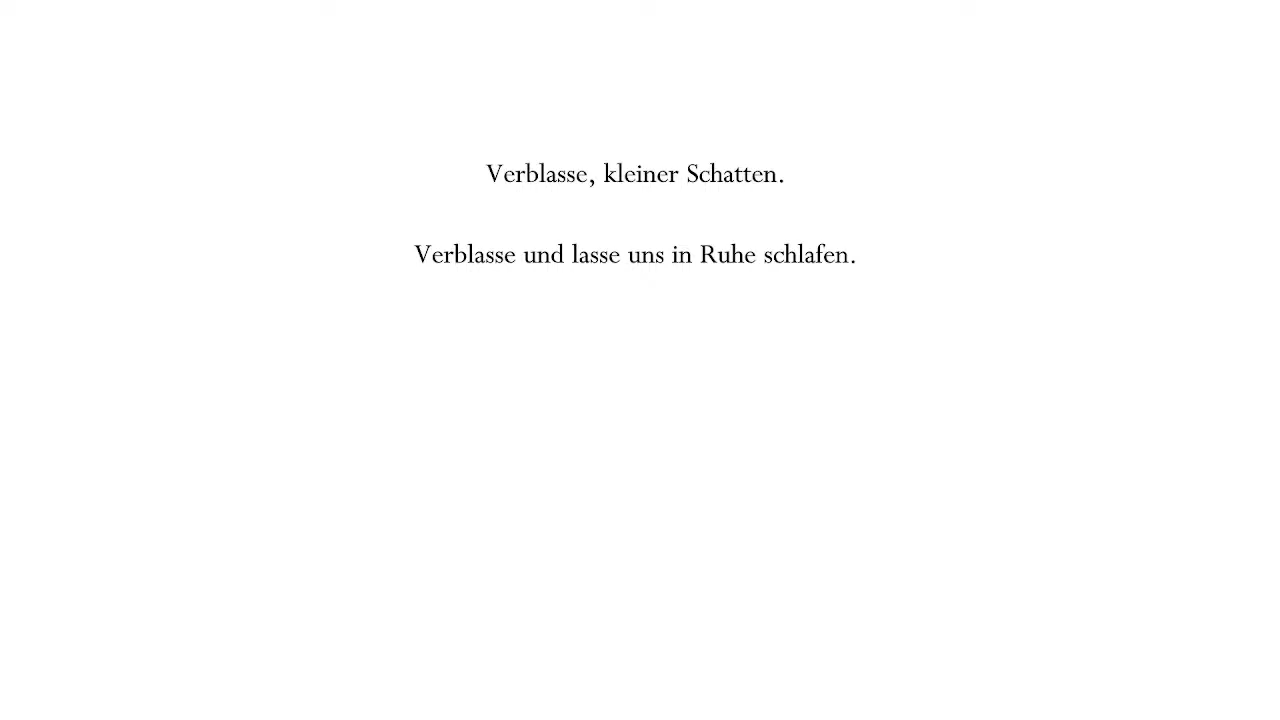 Verblasse, kleiner Schatten.
Verblasse und lasse uns in Ruhe schlafen.